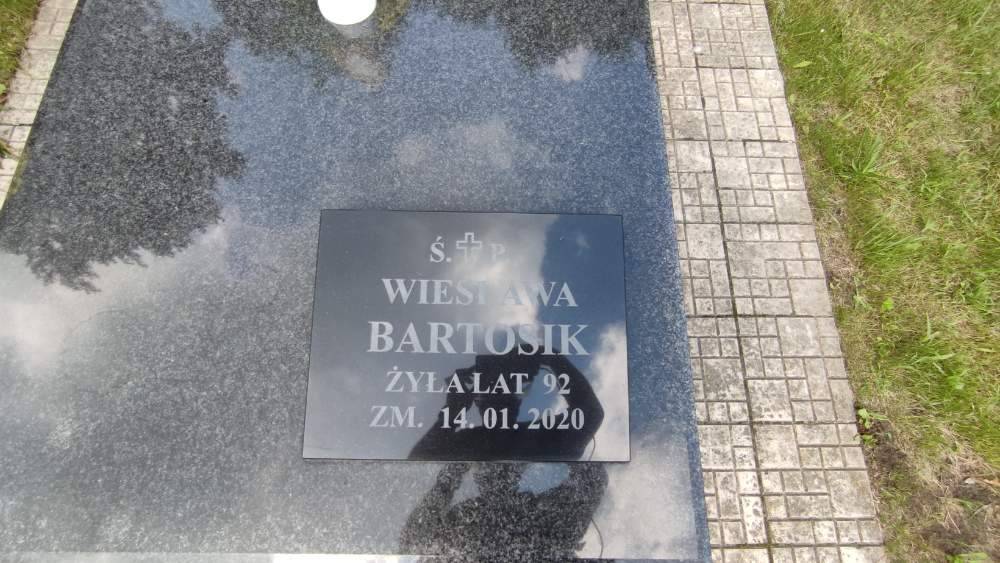 Ś. P
WIESŁAWA
BARTOSIK
ŻYŁA LAT 92
ZM. 14. 01. 2020